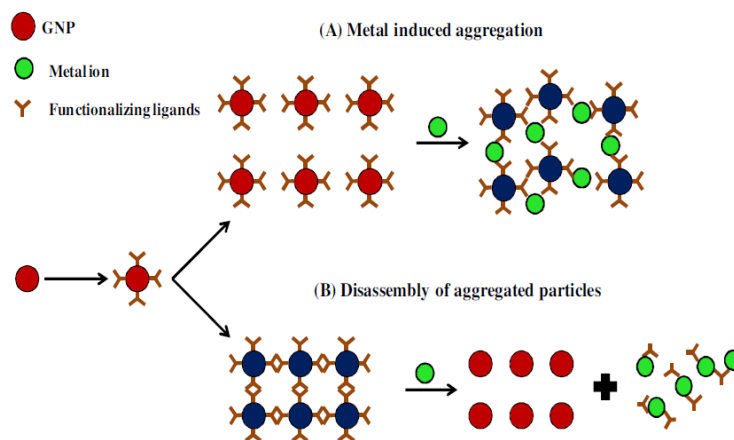 GNP
(A) Metal induced aggregation
Metal ion
Functionalizing ligands
(B) Disassembly of aggregated particles